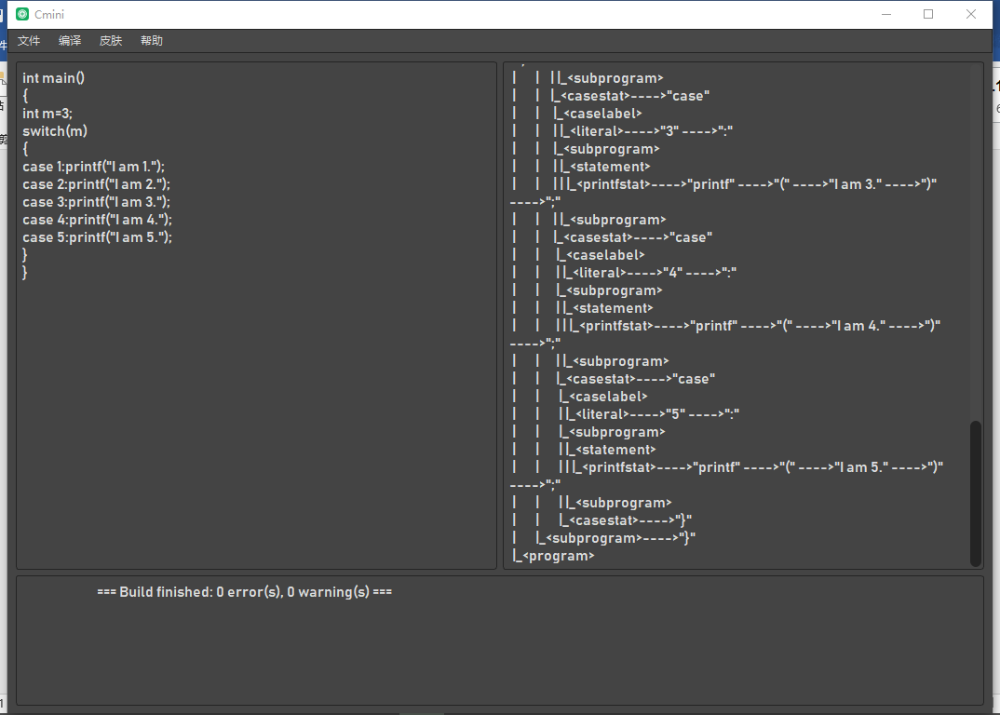 Cmini
文件 编译 皮肤 帮助
int main()
{
int m=3;
switch(m)
{
case 1:printf("I am 1.");
case 2:printf("I am 2.");
case 3:printf("I am 3.");
case 4:printf("I am 4.");
case 5:printf("I am 5.");
}
}
| | ||_<subprogram>
| | |_<casestat>---->"case"
| | |_<caselabel>
| | ||_<literal>---->"3" ---->":"
| | |_<subprogram>
| | ||_<statement>
| | |||_<printfstat>---->"printf" ---->"(" ---->"I am 3." ---->")"
---->";"
| | ||_<subprogram>
| | |_<casestat>---->"case"
| | |_<caselabel>
| | ||_<literal>---->"4" ---->":"
| | |_<subprogram>
| | ||_<statement>
| | |||_<printfstat>---->"printf" ---->"(" ---->"I am 4." ---->")"
---->";"
| | ||_<subprogram>
| | |_<casestat>---->"case"
| | |_<caselabel>
| | ||_<literal>---->"5" ---->":"
| | |_<subprogram>
| | ||_<statement>
| | |||_<printfstat>---->"printf" ---->"(" ---->"I am 5." ---->")"
---->";"
| | ||_<subprogram>
| | |_<casestat>---->"}"
| |_<subprogram>---->"}"
|_<program>
=== Build finished: 0 error(s), 0 warning(s) ===